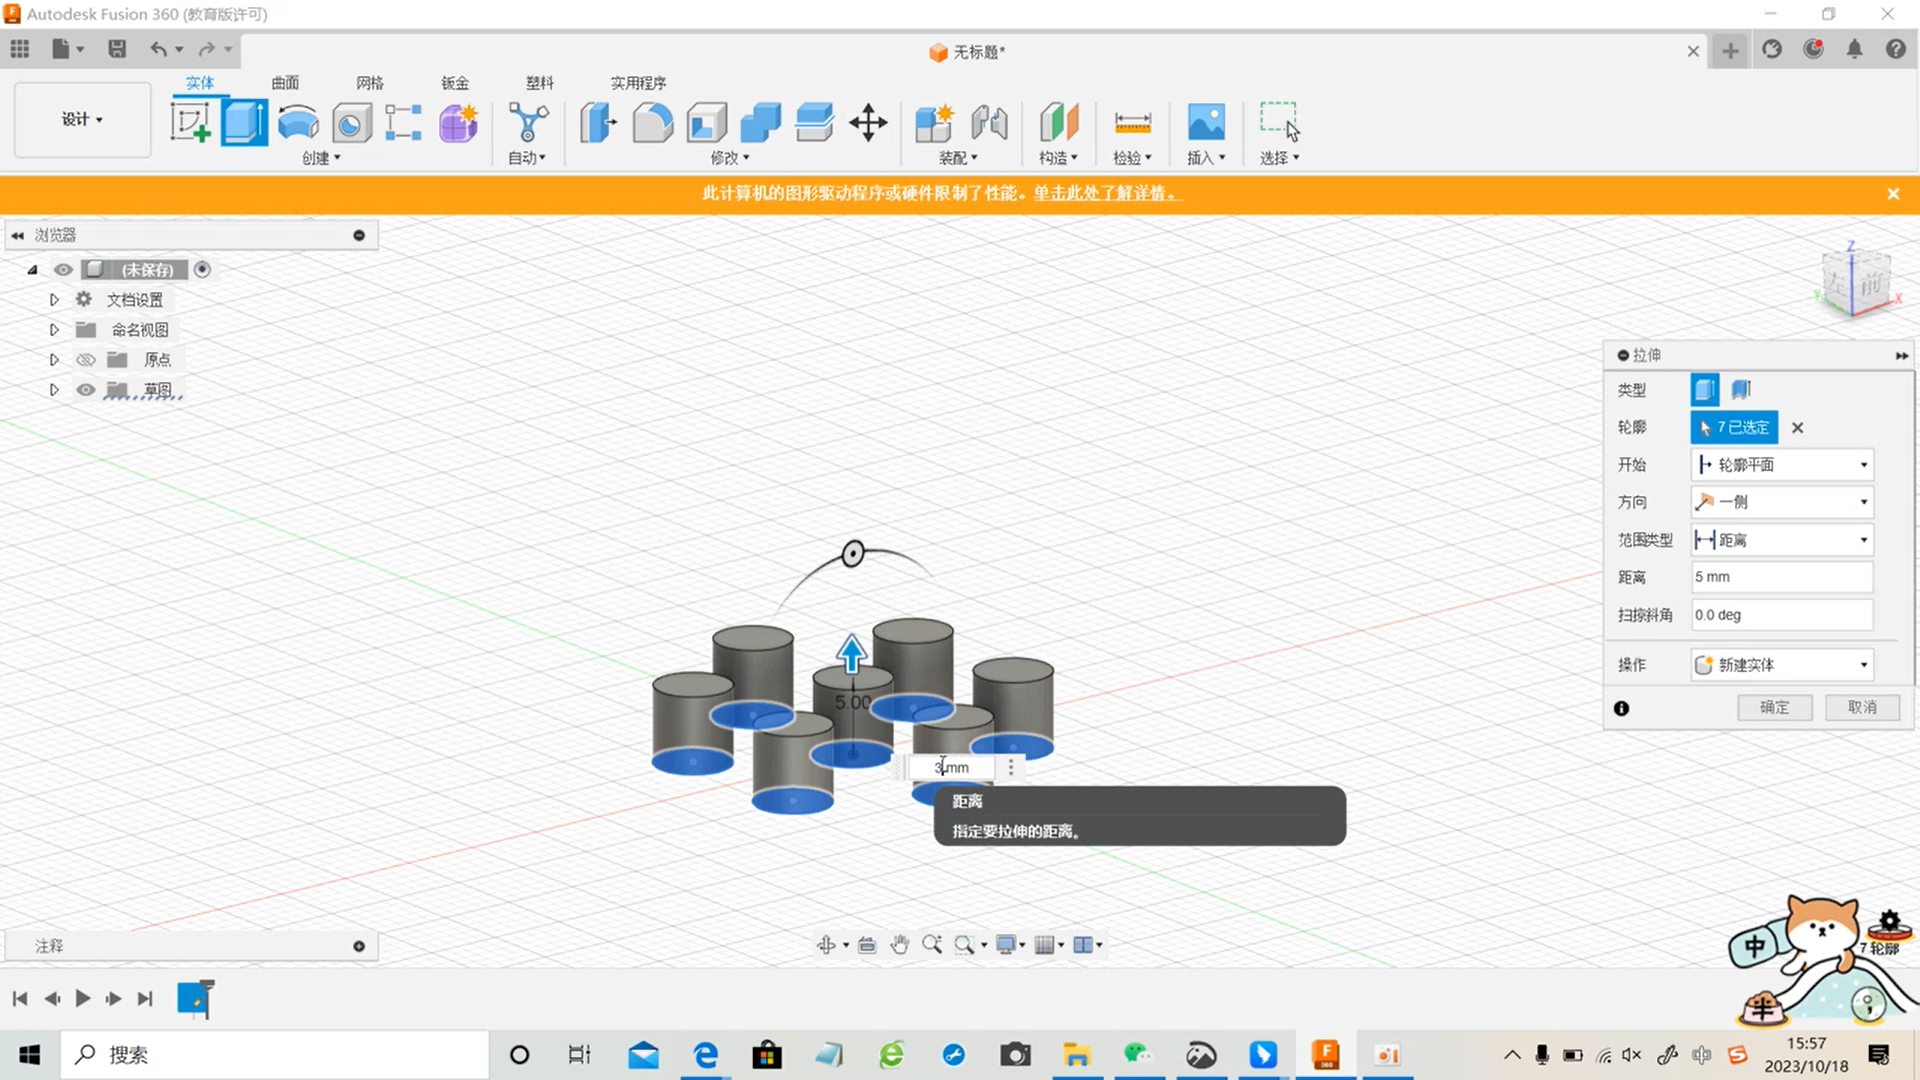 Autodesk Fusion 360 (教育版许可)
无标题*
实体
曲面
网格
钣金
塑料
实用程序
设计
创建
自动
修改
装配
构造
检验
插入
选择
此计算机的图形驱动程序或硬件限制了性能。单击此处了解详情。
浏览器
(未保存)
文档设置
命名视图
原点
草图
Z
左
前
X
Y
拉伸
类型
轮廓
7 已选定
开始
轮廓平面
方向
一侧
范围类型
距离
距离
5 mm
扫掠斜角
0.0 deg
操作
新建实体
确定
取消
5.00
3 mm
距离
指定要拉伸的距离。
注释
中
7 轮廓
半
搜索
F
360
中
S
15:57
2023/10/18